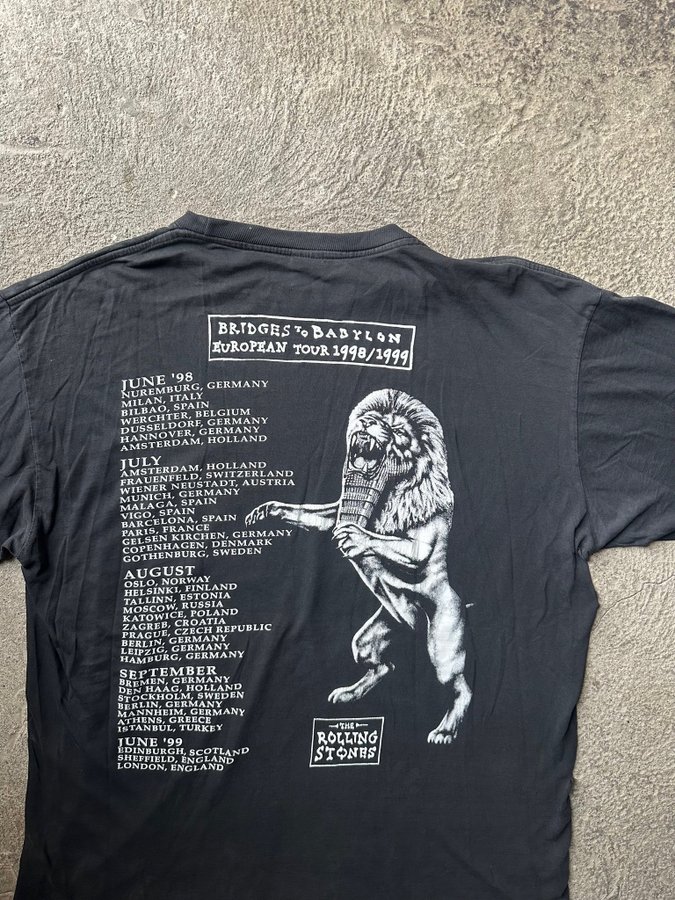 BRIDGES TO BABYLON
EUROPEAN TOUR 1998/1999
JUNE '98
NUREMBURG, GERMANY
MILAN, ITALY
BILBAO, SPAIN
WERCHTER, BELGIUM
DUSSELDORF, GERMANY
HANNOVER, GERMANY
AMSTERDAM, HOLLAND
JULY
AMSTERDAM, HOLLAND
FRAUENFELD, SWITZERLAND
WIENER NEUSTADT, AUSTRIA
MUNICH, GERMANY
MALAGA, SPAIN
VIGO, SPAIN
BARCELONA, SPAIN
PARIS, FRANCE
GELSEN KIRCHEN, GERMANY
COPENHAGEN, DENMARK
GOTHENBURG, SWEDEN
AUGUST
OSLO, NORWAY
HELSINKI, FINLAND
TALLINN, ESTONIA
MOSCOW, RUSSIA
KATOWICE, POLAND
ZAGREB, CROATIA
PRAGUE, CZECH REPUBLIC
BERLIN, GERMANY
LEIPZIG, GERMANY
HAMBURG, GERMANY
SEPTEMBER
BREMEN, GERMANY
DEN HAAG, HOLLAND
STOCKHOLM, SWEDEN
BERLIN, GERMANY
MANNHEIM, GERMANY
ATHENS, GREECE
ISTANBUL, TURKEY
JUNE '99
EDINBURGH, SCOTLAND
SHEFFIELD, ENGLAND
LONDON, ENGLAND
THE
ROLLING
STONES